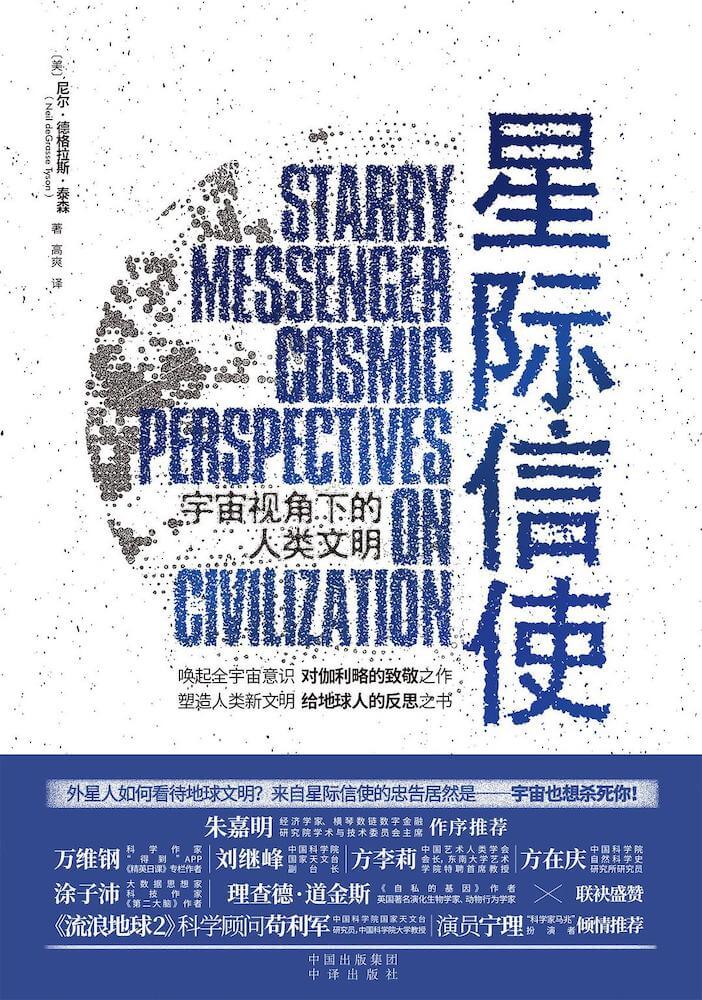 [美] 尼尔·德格拉斯·泰森
(Neil deGrasse Tyson)
著 高爽 译
星际信使
STARRY
MESSENGER
COSMIC
PERSPECTIVES
ON
CIVILIZATION
宇宙视角下的
人类文明
唤起全宇宙意识 对伽利略的致敬之作
塑造人类新文明 给地球人的反思之书
外星人如何看待地球文明？来自星际信使的忠告居然是——宇宙也想杀死你！
朱嘉明 经济学家、横琴数链数字金融
研究院学术与技术委员会主席 作序推荐
万维钢 科学作家
“得到”APP
《精英日课》专栏作者
刘继峰 中国科学院
国家天文台
副台长
方李莉 中国艺术人类学会
会长，东南大学艺术
学院特聘首席教授
方在庆 中国科学院
自然科学史
研究所研究员
涂子沛 大数据思想家
科技作家
《第二大脑》作者
理查德·道金斯 《自私的基因》作者
英国著名演化生物学家、动物行为学家
联袂盛赞
《流浪地球2》科学顾问苟利军 中国科学院国家天文台
研究员，中国科学院大学教授
演员宁理 “科学家马兆”
扮演者 倾情推荐
中国出版集团
中译出版社